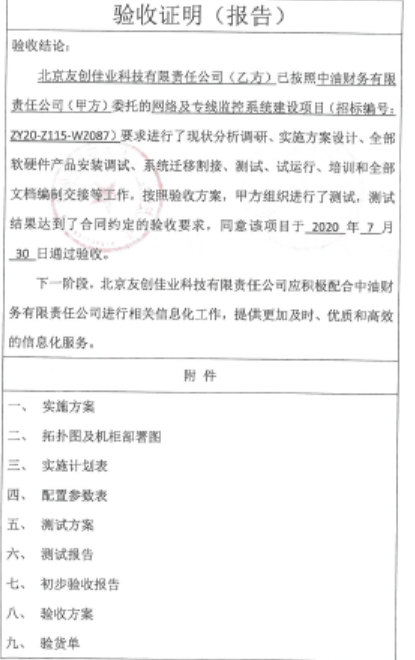 验收证明（报告）
验收结论：
北京友创佳业科技有限责任公司（乙方）已按照中油财务有限
责任公司（甲方）委托的网络及专线监控系统建设项目（招标编号：
ZY20-Z115-W2087）要求进行了现状分析调研、实施方案设计、全部
软硬件产品安装调试、系统迁移割接、测试、试运行、培训和全部
文档编制交接等工作，按照验收方案，甲方组织进行了测试，测试
结果达到了合同约定的验收要求，同意该项目于 2020 年 7 月
30 日通过验收。
下一阶段，北京友创佳业科技有限责任公司应积极配合中油财
务有限责任公司进行相关信息化工作，提供更加及时、优质和高效
的信息化服务。
附 件
一、 实施方案
二、 拓扑图及机柜部署图
三、 实施计划表
四、 配置参数表
五、 测试方案
六、 测试报告
七、 初步验收报告
八、 验收方案
九、 验货单